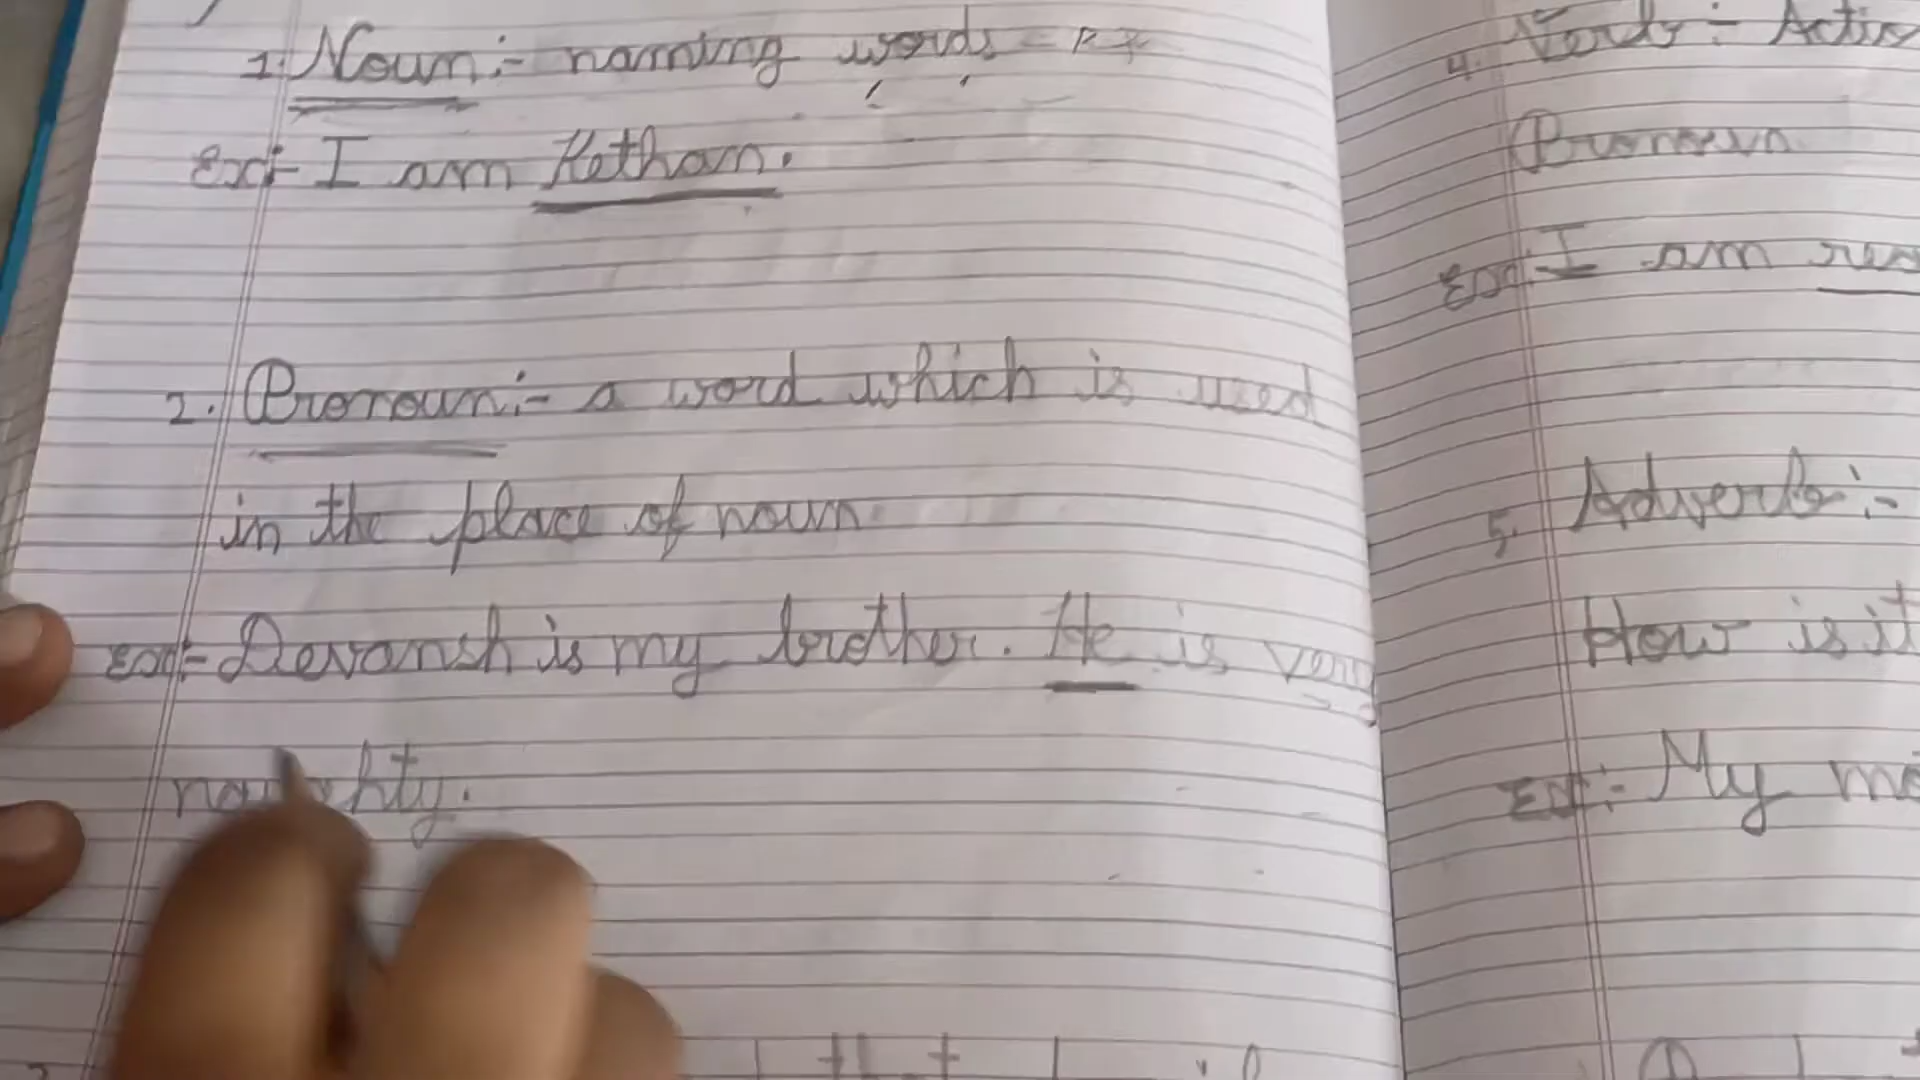 1. Noun :- naming words
Ex:- I am Kethan.
2. Pronoun :- a word which is used
in the place of noun.
Ex:- Devansh is my brother. He is very
naughty.
4. Verb :-
Pronoun
Ex:- I am
5. Adverb :-
How is it
Ex:- My